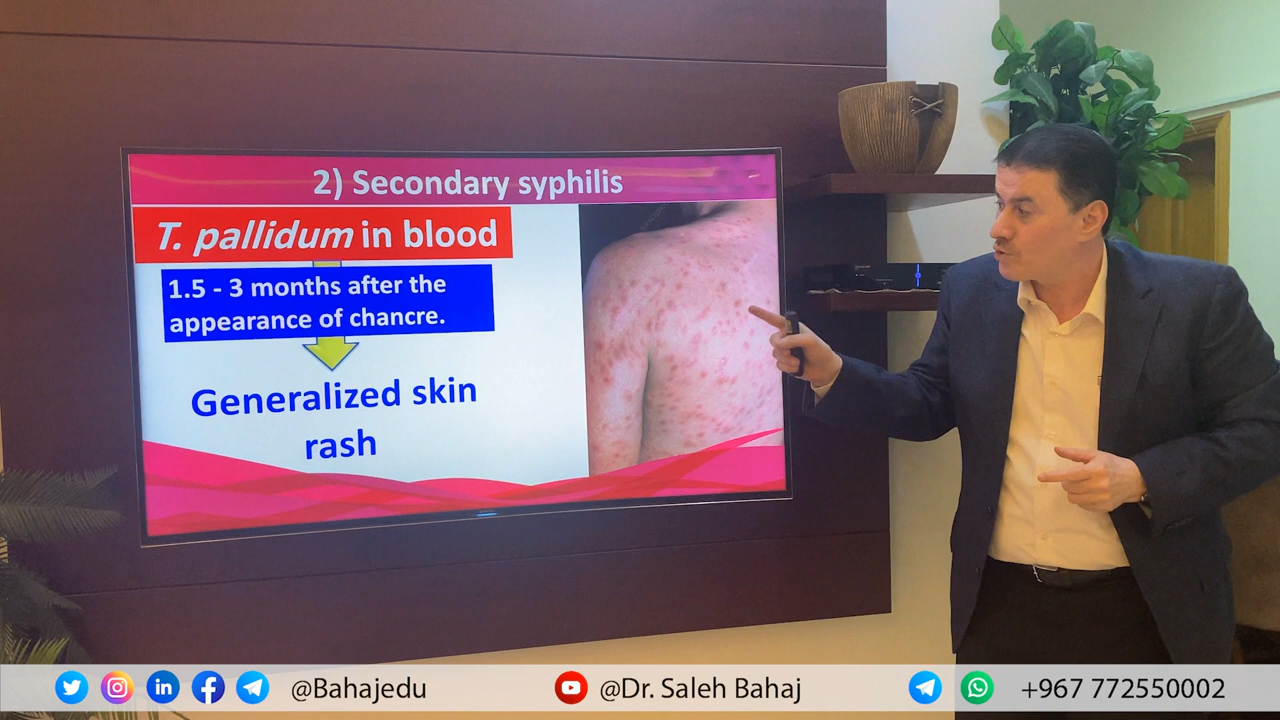 2) Secondary syphilis
T. pallidum in blood
1.5 - 3 months after the
appearance of chancre.
Generalized skin
rash
@Bahajedu
@Dr. Saleh Bahaj
+967 772550002